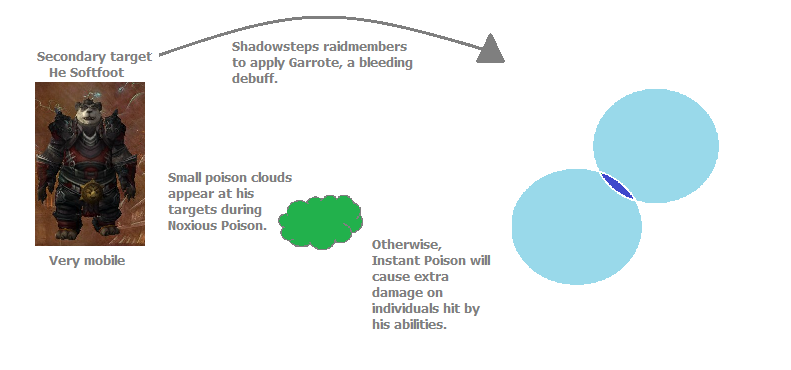 Secondary target
He Softfoot
Shadowsteps raidmembers
to apply Garrote, a bleeding
debuff.
Small poison clouds
appear at his
targets during
Noxious Poison.
Very mobile
Otherwise,
Instant Poison will
cause extra
damage on
individuals hit by
his abilities.